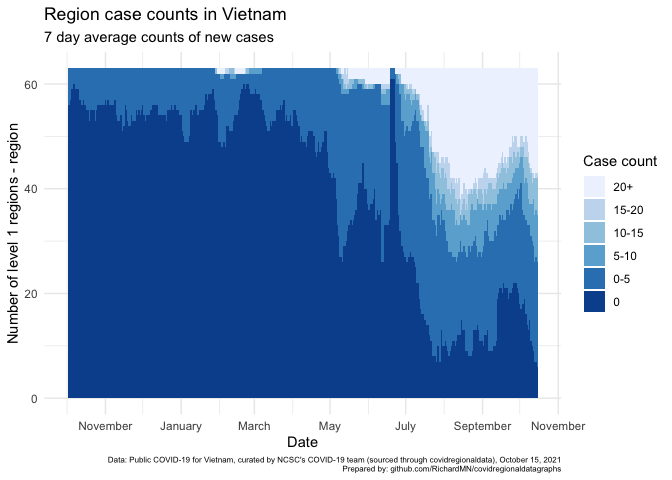 Region case counts in Vietnam
7 day average counts of new cases
Number of level 1 regions - region
60
40
20
0
November
January
March
May
July
September
November
Date
Case count
20+
15-20
10-15
5-10
0-5
0
Data: Public COVID-19 for Vietnam, curated by NCSC's COVID-19 team (sourced through covidregionaldata), October 15, 2021
Prepared by: github.com/RichardMN/covidregionaldatagraphs